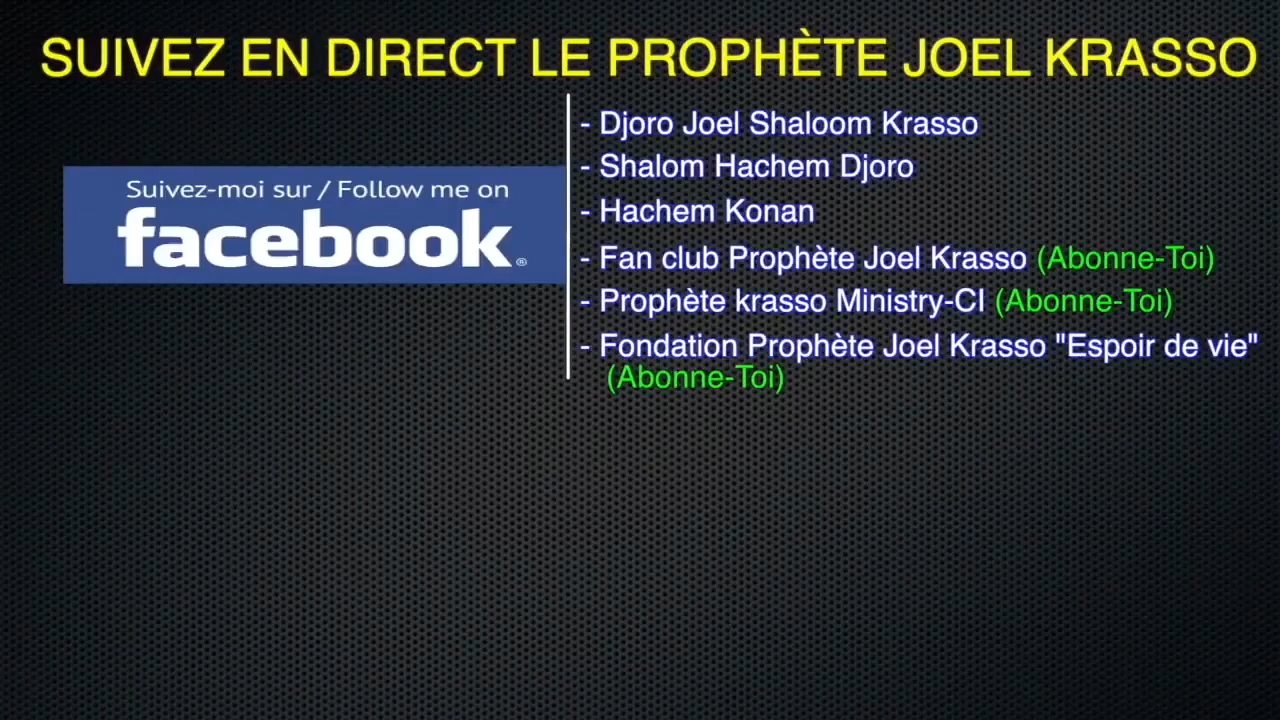 SUIVEZ EN DIRECT LE PROPHÈTE JOEL KRASSO
Suivez-moi sur / Follow me on
facebook®
- Djoro Joel Shaloom Krasso
- Shalom Hachem Djoro
- Hachem Konan
- Fan club Prophète Joel Krasso (Abonne-Toi)
- Prophète krasso Ministry-CI (Abonne-Toi)
- Fondation Prophète Joel Krasso "Espoir de vie"
(Abonne-Toi)